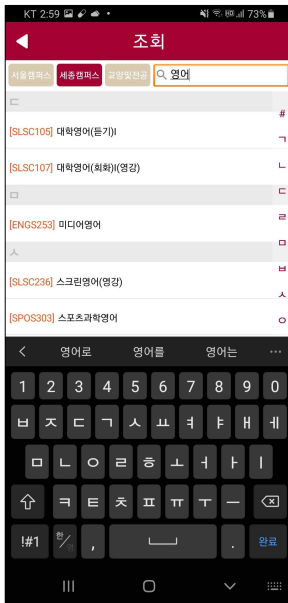 KT 2:59 73%
조회
서울캠퍼스 세종캠퍼스 교양및전공 영어
ㄷ
[SLSC105] 대학영어(듣기)I
[SLSC107] 대학영어(회화)I(영강)
ㅁ
[ENGS253] 미디어영어
ㅅ
[SLSC236] 스크린영어(영강)
[SPOS303] 스포츠과학영어
#
ㄱ
ㄴ
ㄷ
ㄹ
ㅁ
ㅂ
ㅅ
ㅇ
영어로 영어를 영어는
1 2 3 4 5 6 7 8 9 0
ㅂ ㅈ ㄷ ㄱ ㅅ ㅛ ㅕ ㅑ ㅐ ㅔ
ㅁ ㄴ ㅇ ㄹ ㅎ ㅗ ㅓ ㅏ ㅣ
ㅋ ㅌ ㅊ ㅍ ㅠ ㅜ ㅡ
!#1 한/영 , . 완료